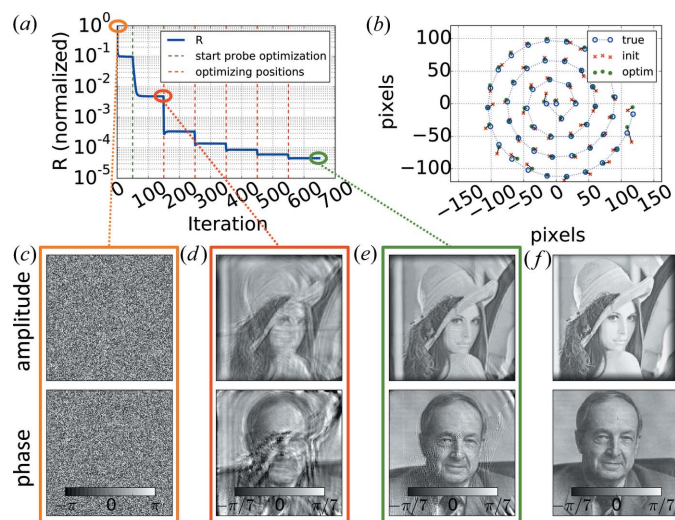 (a)
10⁰
10⁻¹
10⁻²
10⁻³
10⁻⁴
10⁻⁵
R (normalized)
R
start probe optimization
optimizing positions
0 100 200 300 400 500 600 700
Iteration
(b)
100
50
0
−50
−100
pixels
true
init
optim
−150 −100 −50 0 50 100 150
pixels
(c) (d) (e) (f)
amplitude
phase
−π 0 π
−π/7 0 π/7
−π/7 0 π/7
−π/7 0 π/7